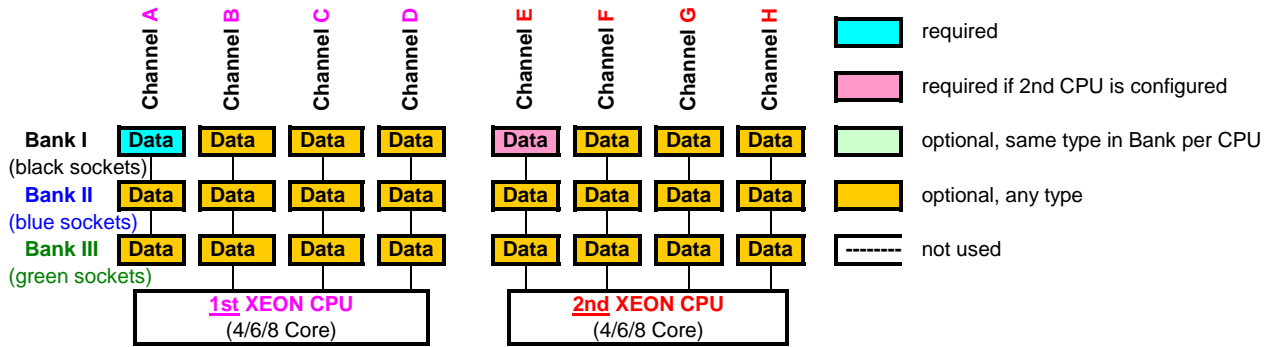 Channel A
Channel B
Channel C
Channel D
Channel E
Channel F
Channel G
Channel H
required
required if 2nd CPU is configured
Bank I Data Data Data Data Data Data Data Data
(black sockets)
optional, same type in Bank per CPU
Bank II Data Data Data Data Data Data Data Data
(blue sockets)
optional, any type
Bank III Data Data Data Data Data Data Data Data
(green sockets)
-------- not used
1st XEON CPU
(4/6/8 Core)
2nd XEON CPU
(4/6/8 Core)